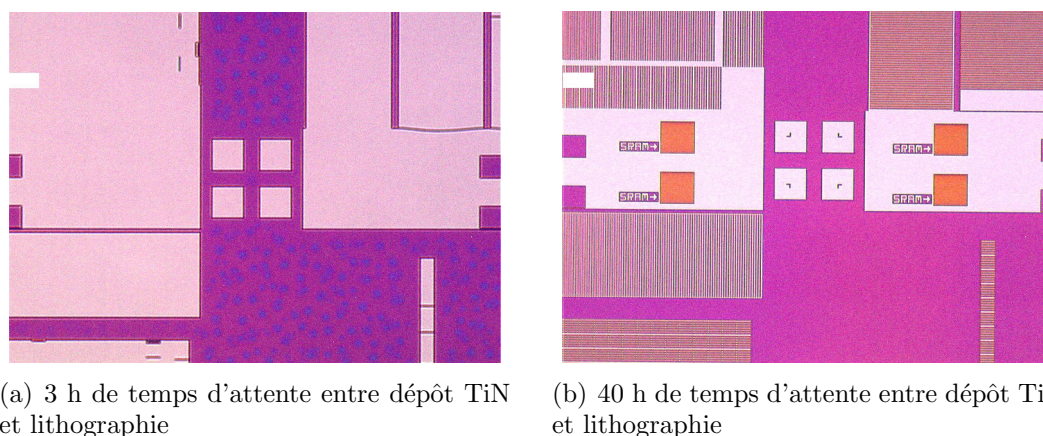 SRAM→
SRAM→
SRAM→
SRAM→
(a) 3 h de temps d'attente entre dépôt TiN
et lithographie
(b) 40 h de temps d'attente entre dépôt Ti
et lithographie